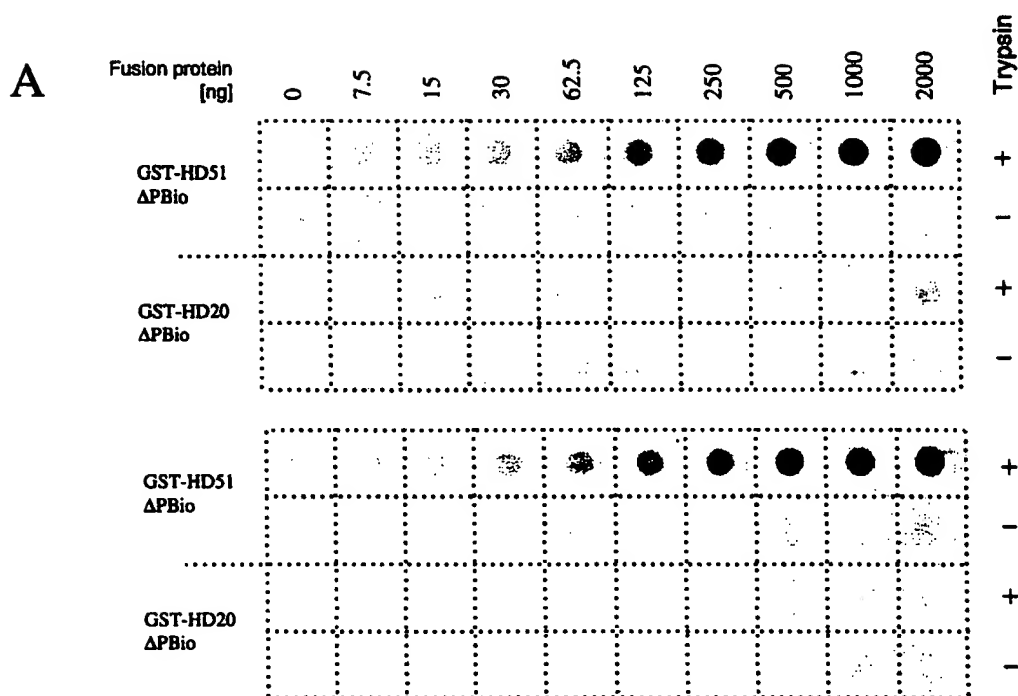 A
Fusion protein
[ng]
0 7.5 15 30 62.5 125 250 500 1000 2000
Trypsin
GST-HD51
ΔPBio
+
−
GST-HD20
ΔPBio
+
−
GST-HD51
ΔPBio
+
−
GST-HD20
ΔPBio
+
−